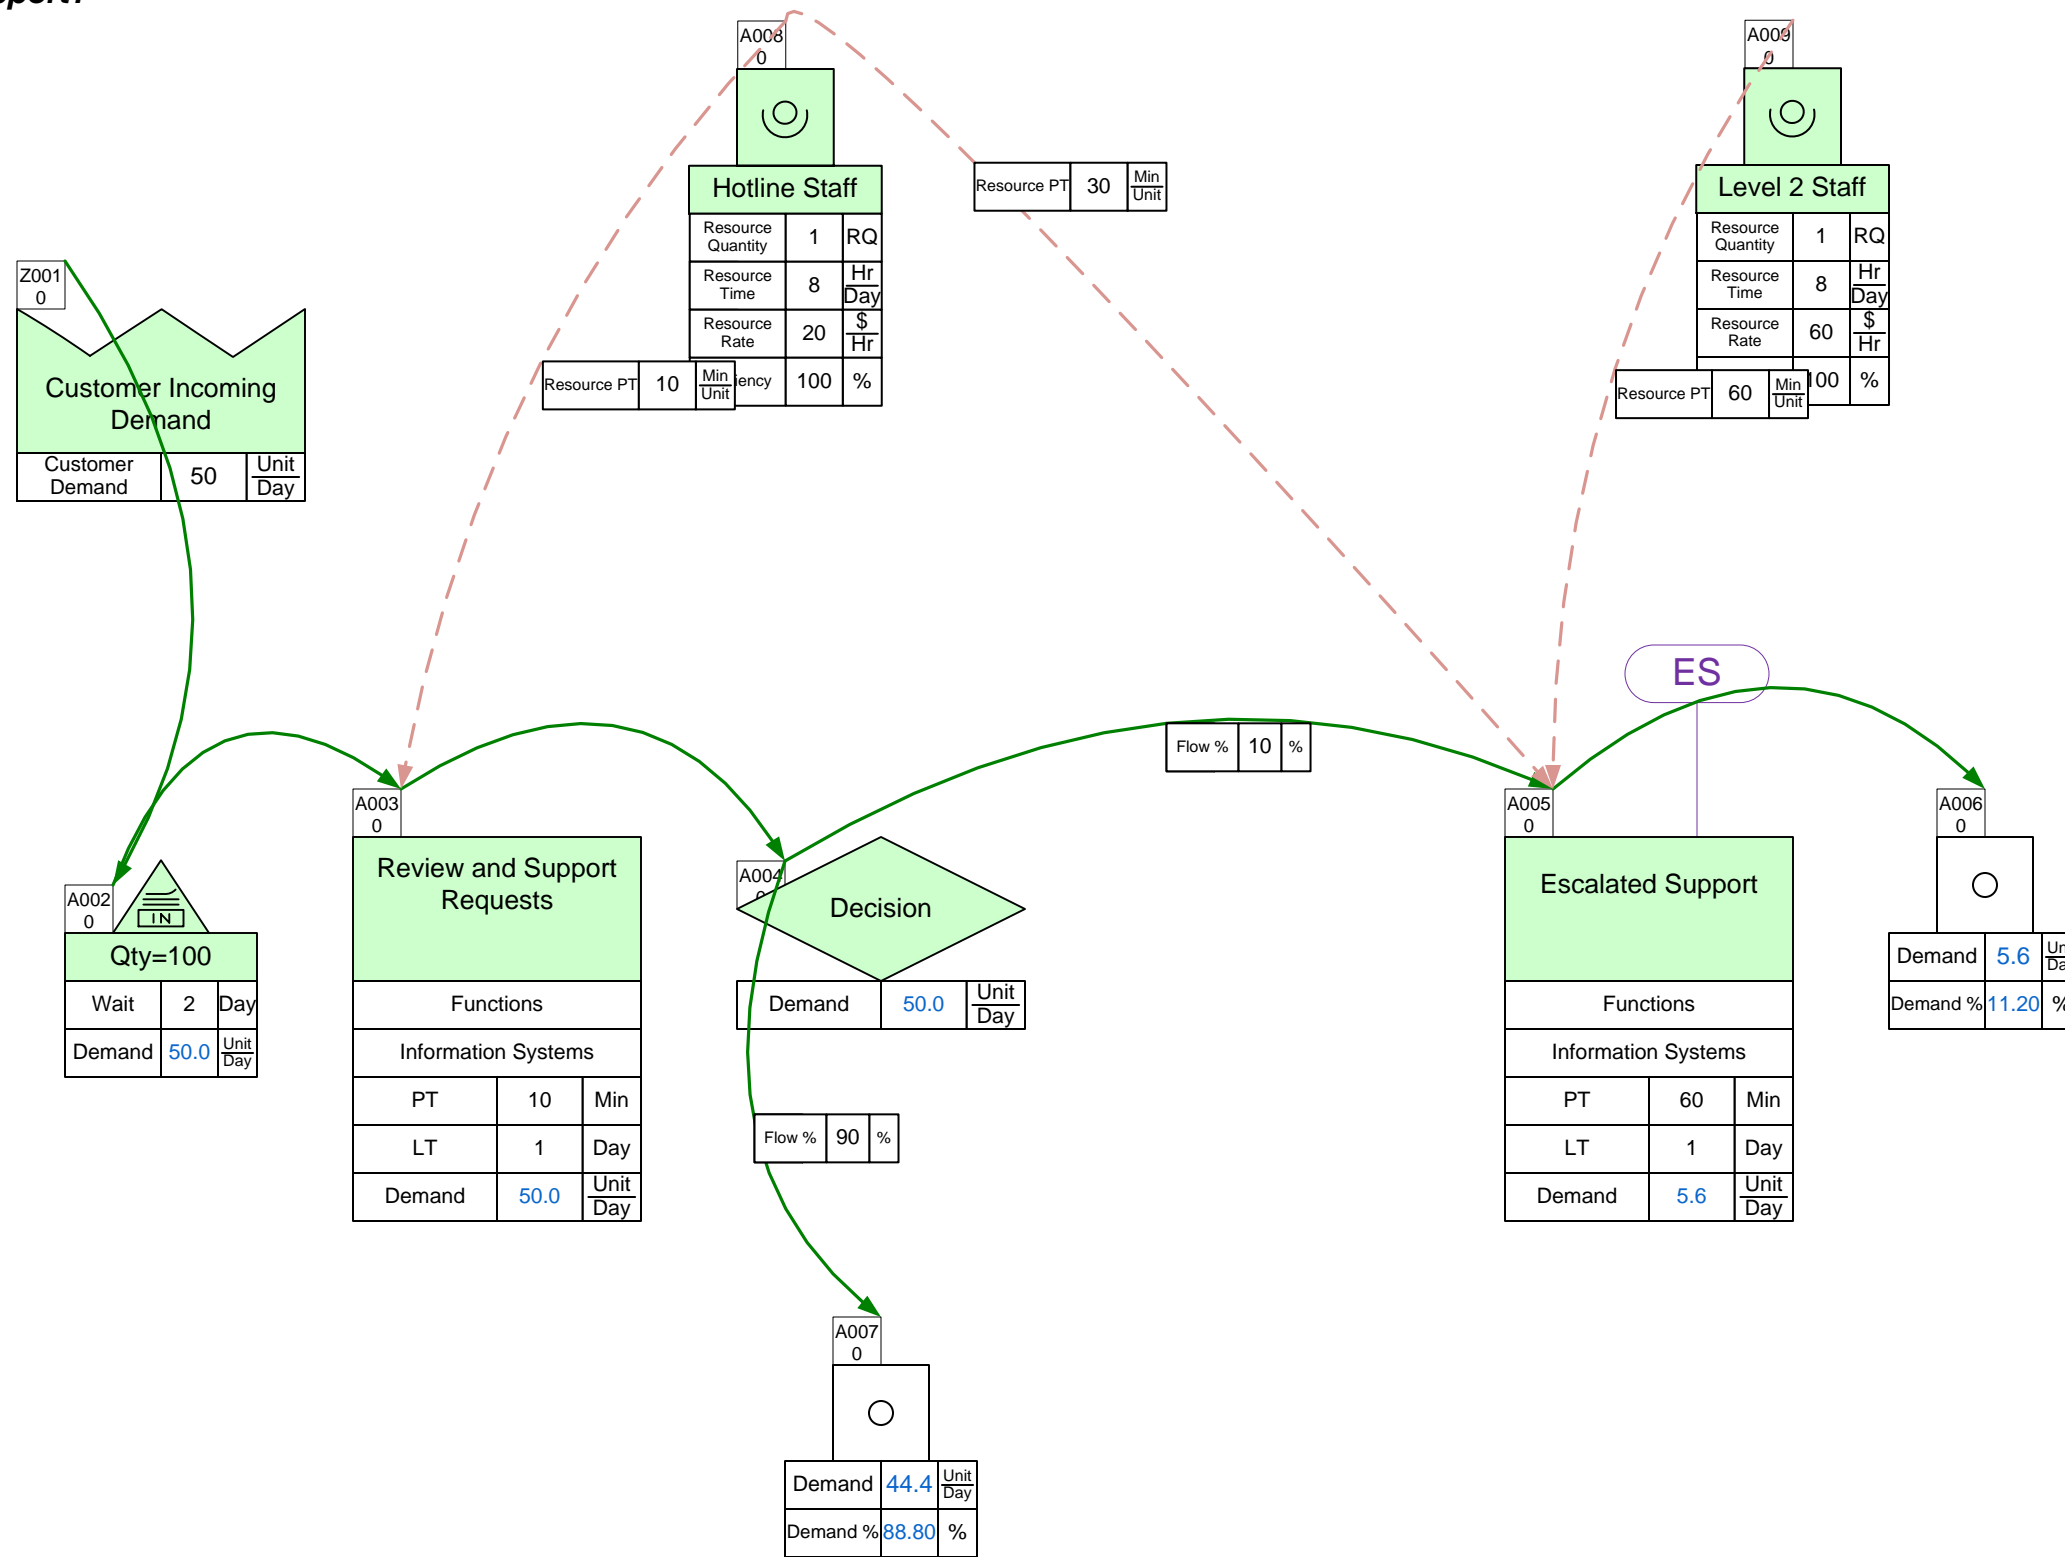 A008
0
Hotline Staff
Resource Quantity 1 RQ
Resource Time 8 Hr Day
Resource Rate 20 $ Hr
iency 100 %
Resource PT 10 Min Unit
Resource PT 30 Min Unit
A009
0
Level 2 Staff
Resource Quantity 1 RQ
Resource Time 8 Hr Day
Resource Rate 60 $ Hr
100 %
Resource PT 60 Min Unit
Z001
0
Customer Incoming
Demand
Customer Demand 50 Unit Day
A002
0
IN
Qty=100
Wait 2 Day
Demand 50.0 Unit Day
A003
0
Review and Support
Requests
Functions
Information Systems
PT 10 Min
LT 1 Day
Demand 50.0 Unit Day
A004
Decision
Demand 50.0 Unit Day
Flow % 10 %
Flow % 90 %
ES
A005
0
Escalated Support
Functions
Information Systems
PT 60 Min
LT 1 Day
Demand 5.6 Unit Day
A006
0
Demand 5.6
Demand % 11.20 %
A007
0
Demand 44.4 Unit Day
Demand % 88.80 %